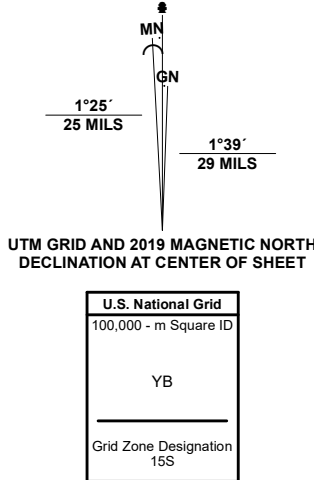 MN
GN
1°25´
25 MILS
1°39´
29 MILS
UTM GRID AND 2019 MAGNETIC NORTH
DECLINATION AT CENTER OF SHEET
U.S. National Grid
100,000 - m Square ID
YB
Grid Zone Designation
15S